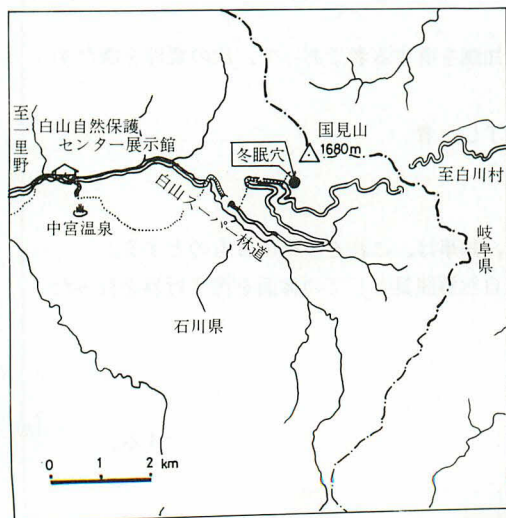 至一里野
白山自然保護
センター展示館
中宮温泉
白山スーパー林道
冬眠穴
国見山
1680m
至白川村
岐阜県
石川県
0 1 2 km